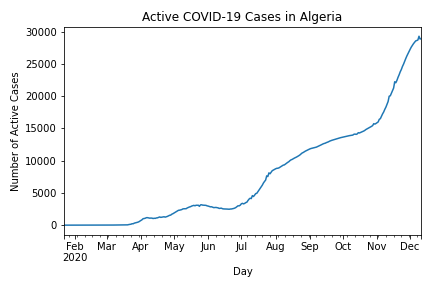 Active COVID-19 Cases in Algeria
Number of Active Cases
30000
25000
20000
15000
10000
5000
0
Feb Mar Apr May Jun Jul Aug Sep Oct Nov Dec
2020
Day